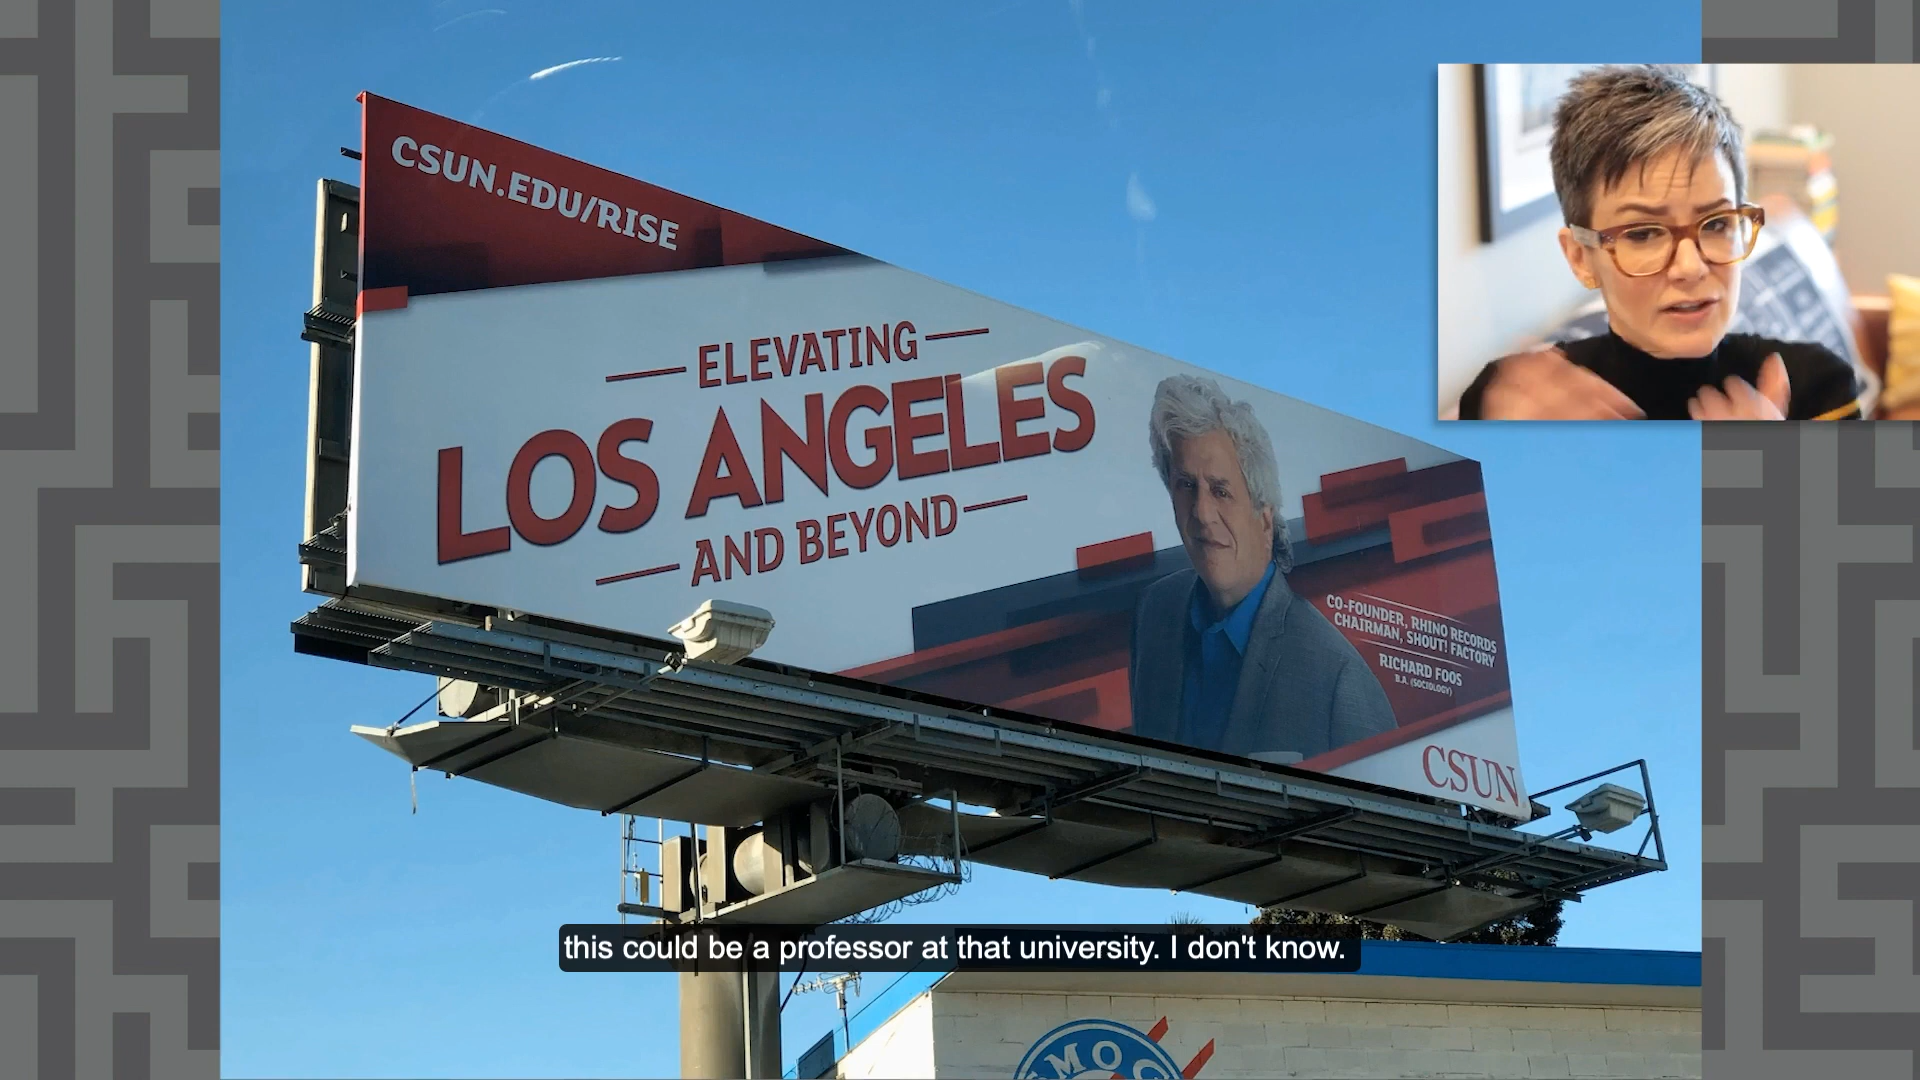 CSUN.EDU/RISE
ELEVATING
LOS ANGELES
AND BEYOND
CO-FOUNDER, RHINO RECORDS
CHAIRMAN, SHOUT! FACTORY
RICHARD FOOS
B.A. (SOCIOLOGY)
CSUN
this could be a professor at that university. I don't know.